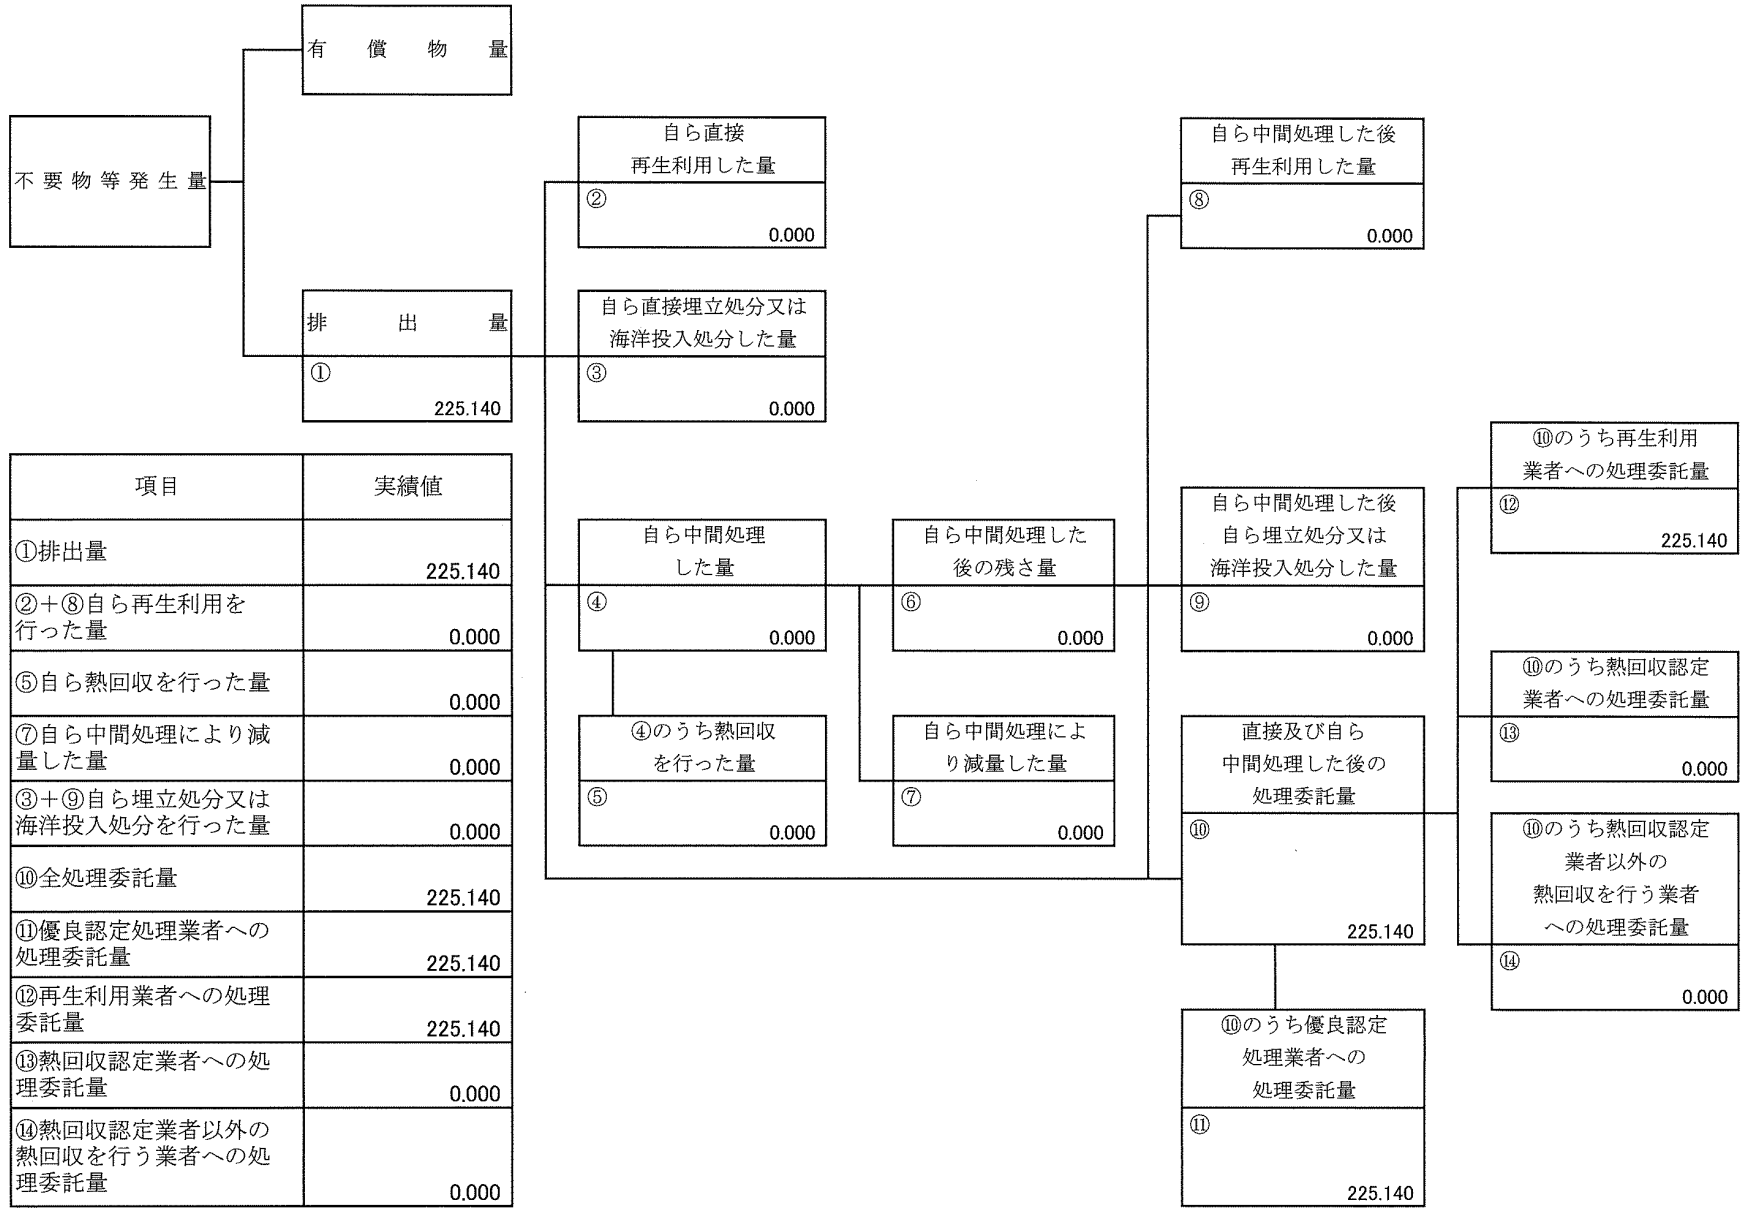 有償物量
不要物等発生量
排出量
①
225.140
自ら直接
再生利用した量
②
0.000
自ら直接埋立処分又は
海洋投入処分した量
③
0.000
自ら中間処理した後
再生利用した量
⑧
0.000
項目 実績値
①排出量
225.140
②＋⑧自ら再生利用を
行った量
0.000
⑤自ら熱回収を行った量
0.000
⑦自ら中間処理により減
量した量
0.000
③＋⑨自ら埋立処分又は
海洋投入処分を行った量
0.000
⑩全処理委託量
225.140
⑪優良認定処理業者への
処理委託量
225.140
⑫再生利用業者への処理
委託量
225.140
⑬熱回収認定業者への処
理委託量
0.000
⑭熱回収認定業者以外の
熱回収を行う業者への処
理委託量
0.000
自ら中間処理
した量
④
0.000
④のうち熱回収
を行った量
⑤
0.000
自ら中間処理した
後の残さ量
⑥
0.000
自ら中間処理によ
り減量した量
⑦
0.000
自ら中間処理した後
自ら埋立処分又は
海洋投入処分した量
⑨
0.000
直接及び自ら
中間処理した後の
処理委託量
⑩
225.140
⑩のうち優良認定
処理業者への
処理委託量
⑪
225.140
⑩のうち再生利用
業者への処理委託量
⑫
225.140
⑩のうち熱回収認定
業者への処理委託量
⑬
0.000
⑩のうち熱回収認定
業者以外の
熱回収を行う業者
への処理委託量
⑭
0.000